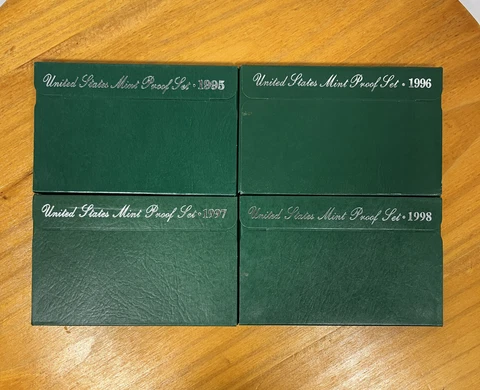 United States Mint Proof Set • 1995
United States Mint Proof Set • 1996
United States Mint Proof Set • 1997
United States Mint Proof Set • 1998